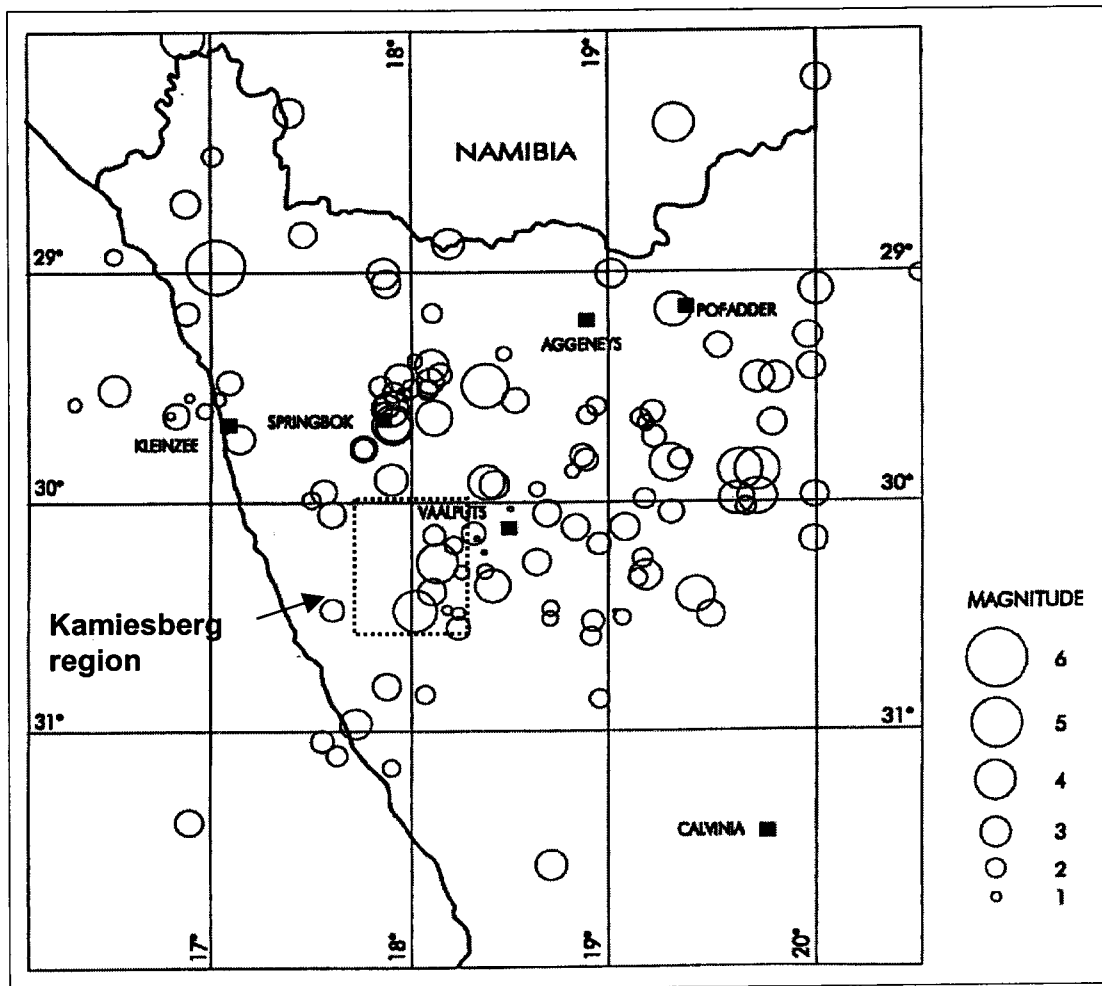 18°
19°
NAMIBIA
29°
29°
POFADDER
AGGENEYS
SPRINGBOK
KLEINZEE
30°
30°
VAALPUTS
Kamiesberg
region
MAGNITUDE
6
5
4
3
2
1
31°
31°
CALVINIA
17°
18°
19°
20°